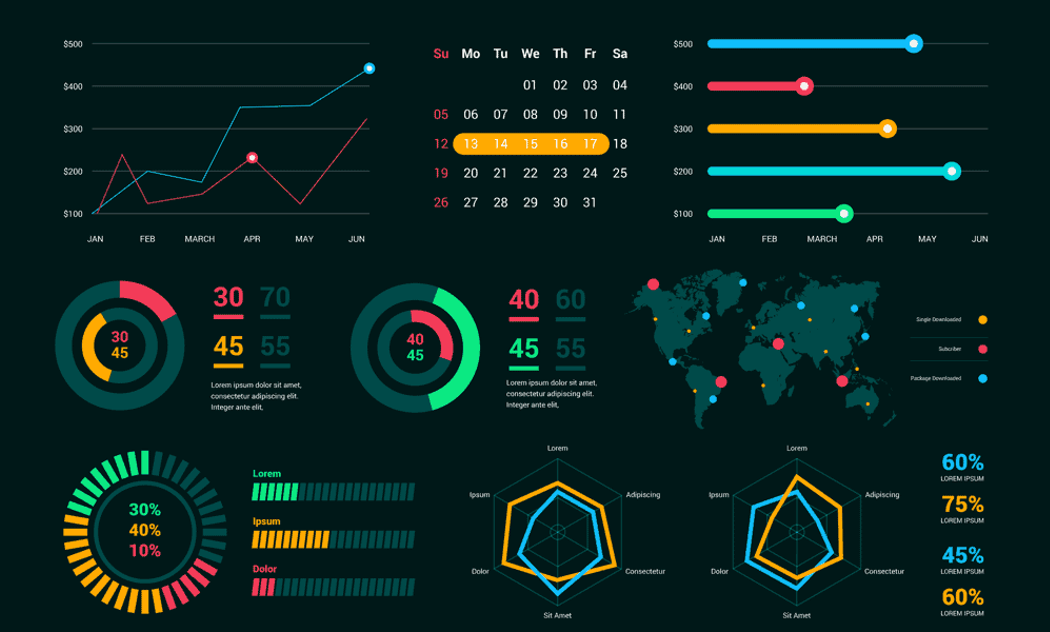 $500
$400
$300
$200
$100
JAN FEB MARCH APR MAY JUN
Su Mo Tu We Th Fr Sa
01 02 03 04
05 06 07 08 09 10 11
12 13 14 15 16 17 18
19 20 21 22 23 24 25
26 27 28 29 30 31
$500
$400
$300
$200
$100
JAN FEB MARCH APR MAY JUN
30
45
30 70
45 55
Lorem ipsum dolor sit amet,
consectetur adipiscing elit.
Integer ante elit,
40
45
40 60
45 55
Lorem ipsum dolor sit amet,
consectetur adipiscing elit.
Integer ante elit,
Single Downloaded
Subscriber
Package Downloaded
30%
40%
10%
Lorem
Ipsum
Dolor
Lorem
Ipsum Adipiscing
Dolor Consectetur
Sit Amet
Lorem
Ipsum Adipiscing
Dolor Consectetur
Sit Amet
60%
LOREM IPSUM
75%
LOREM IPSUM
45%
LOREM IPSUM
60%
LOREM IPSUM